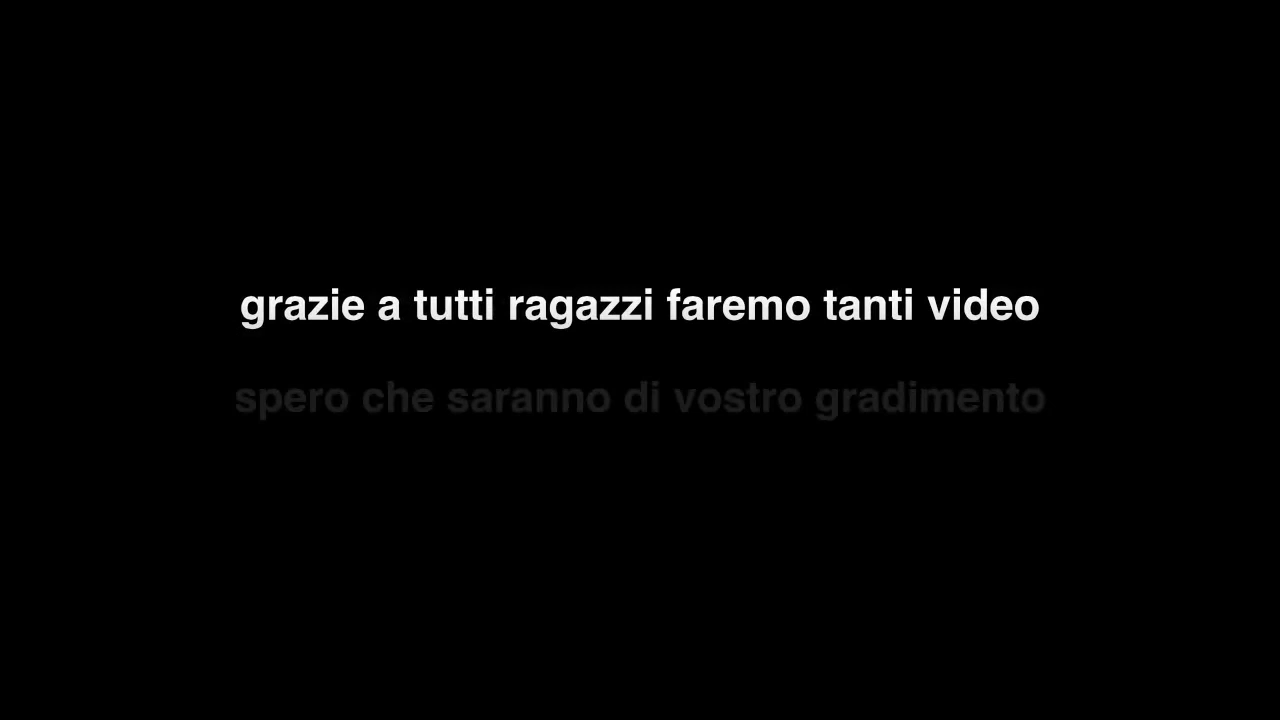 grazie a tutti ragazzi faremo tanti video
spero che saranno di vostro gradimento